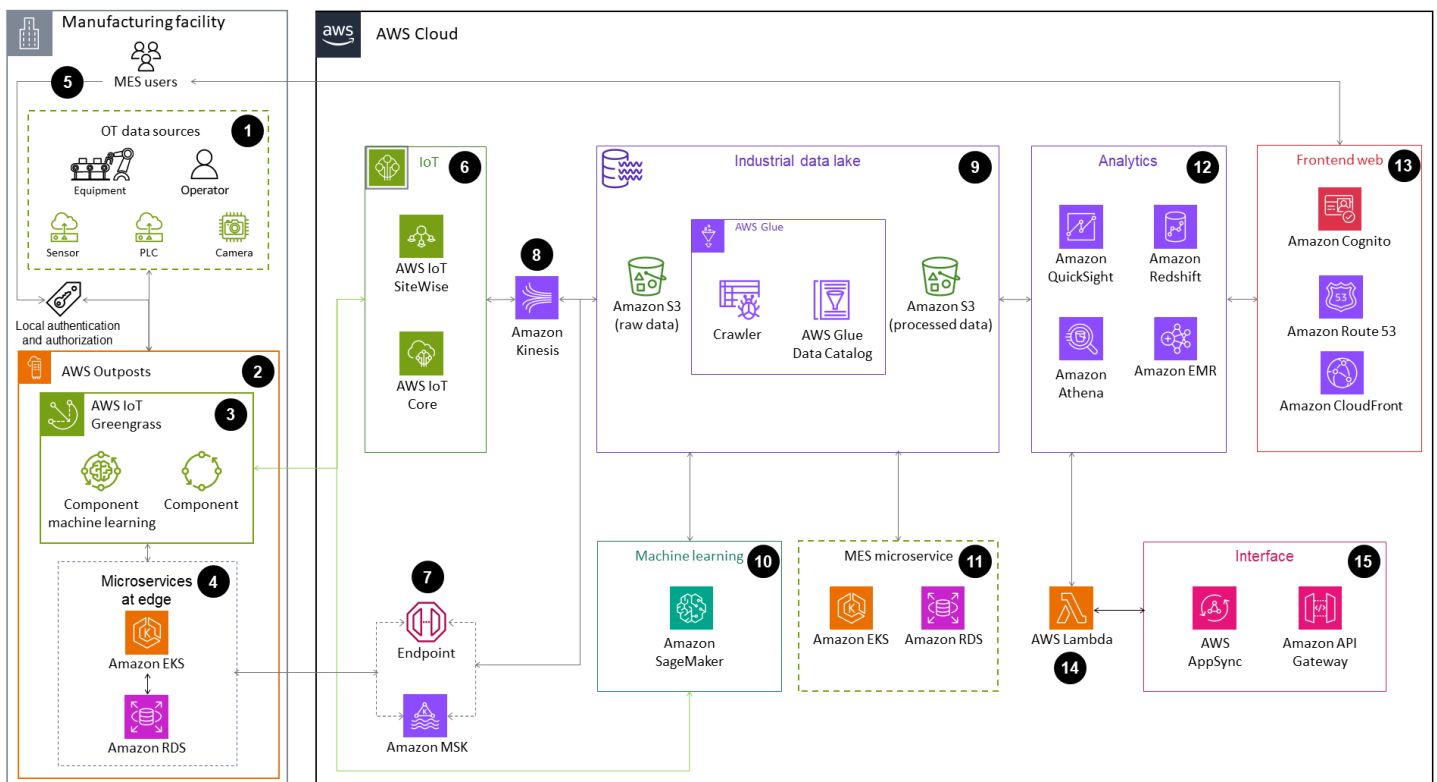 Manufacturing facility
MES users
5
1
OT data sources
Equipment
Operator
Sensor
PLC
Camera
Local authentication
and authorization
AWS Outposts
2
AWS IoT
Greengrass
3
Component
machine learning
Component
Microservices
at edge
4
Amazon EKS
Amazon RDS
aws
AWS Cloud
IoT
6
AWS IoT
SiteWise
AWS IoT
Core
8
Amazon
Kinesis
7
Endpoint
Amazon MSK
Industrial data lake
9
AWS Glue
Amazon S3
(raw data)
Crawler
AWS Glue
Data Catalog
Amazon S3
(processed data)
Machine learning
10
Amazon
SageMaker
MES microservice
11
Amazon EKS
Amazon RDS
Analytics
12
Amazon
QuickSight
Amazon
Redshift
Amazon
Athena
Amazon EMR
Frontend web
13
Amazon Cognito
53
Amazon Route 53
Amazon CloudFront
AWS Lambda
14
Interface
15
AWS
AppSync
Amazon API
Gateway